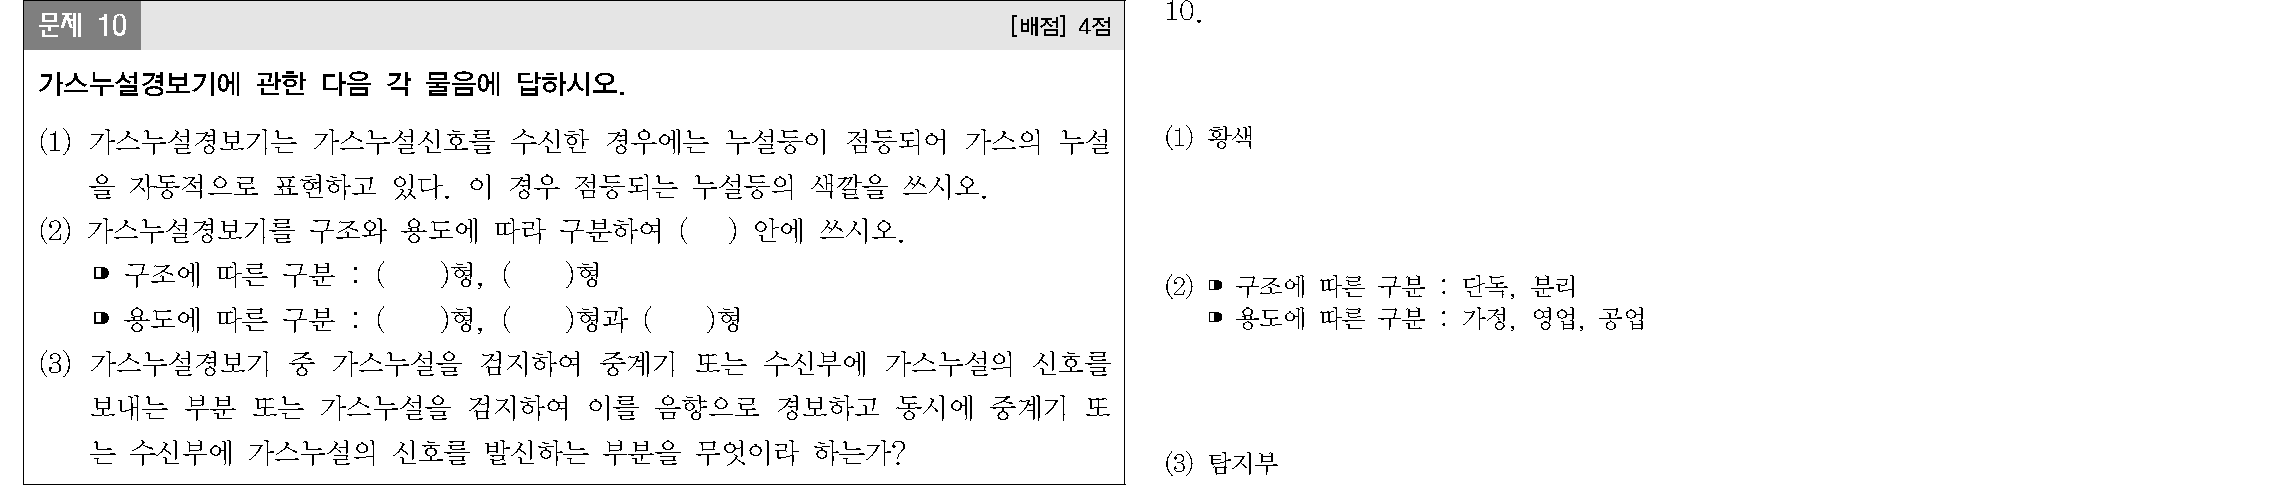 문제 10
[배점] 4점
가스누설경보기에 관한 다음 각 물음에 답하시오.
(1) 가스누설경보기는 가스누설신호를 수신한 경우에는 누설등이 점등되어 가스의 누설
을 자동적으로 표현하고 있다. 이 경우 점등되는 누설등의 색깔을 쓰시오.
(2) 가스누설경보기를 구조와 용도에 따라 구분하여 (  ) 안에 쓰시오.
구조에 따른 구분 : (   )형, (   )형
용도에 따른 구분 : (   )형, (   )형과 (   )형
(3) 가스누설경보기 중 가스누설을 검지하여 중계기 또는 수신부에 가스누설의 신호를
보내는 부분 또는 가스누설을 검지하여 이를 음향으로 경보하고 동시에 중계기 또
는 수신부에 가스누설의 신호를 발신하는 부분을 무엇이라 하는가?
10.
(1) 황색
(2) 구조에 따른 구분 : 단독, 분리
용도에 따른 구분 : 가정, 영업, 공업
(3) 탐지부